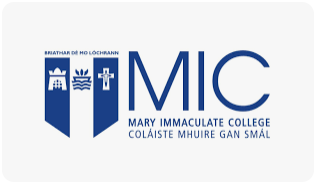 BRIATHAR DÉ MO LÓCHRANN
MIC
MARY IMMACULATE COLLEGE
COLÁISTE MHUIRE GAN SMÁL